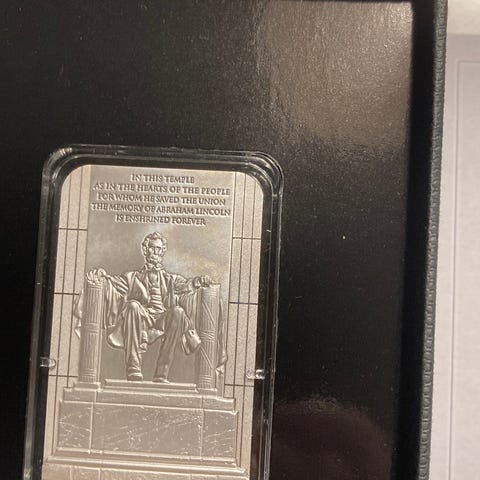 IN THIS TEMPLE
AS IN THE HEARTS OF THE PEOPLE
FOR WHOM HE SAVED THE UNION
THE MEMORY OF ABRAHAM LINCOLN
IS ENSHRINED FOREVER